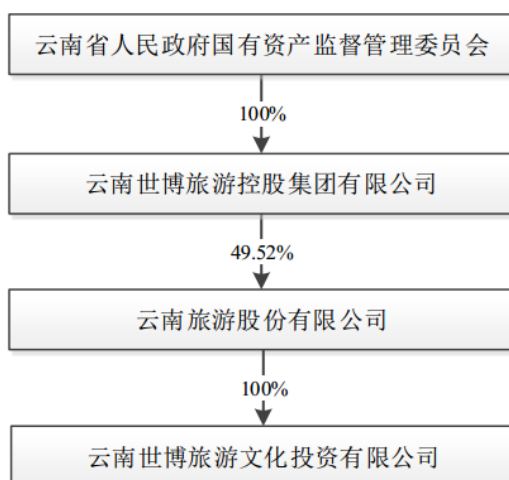 云南省人民政府国有资产监督管理委员会
100%
云南世博旅游控股集团有限公司
49.52%
云南旅游股份有限公司
100%
云南世博旅游文化投资有限公司